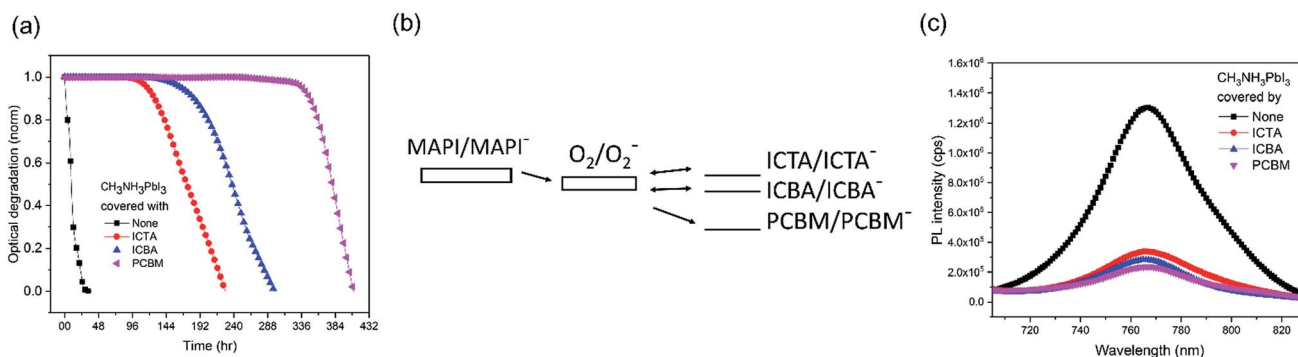 (a)
Optical degradation (norm)
1.0
0.8
0.6
0.4
0.2
0.0
CH₃NH₃PbI₃
covered with
None
ICTA
ICBA
PCBM
00 48 96 144 192 240 288 336 384 432
Time (hr)
(b)
MAPI/MAPI⁻
O₂/O₂⁻
ICTA/ICTA⁻
ICBA/ICBA⁻
PCBM/PCBM⁻
(c)
PL intensity (cps)
1.6x10⁶
1.4x10⁶
1.2x10⁶
1.0x10⁶
8.0x10⁵
6.0x10⁵
4.0x10⁵
2.0x10⁵
0.0
CH₃NH₃PbI₃
covered by
None
ICTA
ICBA
PCBM
720 740 760 780 800 820
Wavelength (nm)